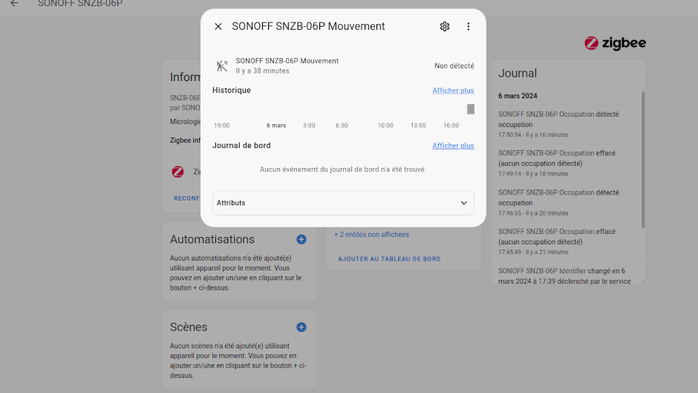 SONOFF SNZB-06P
zigbee
SONOFF SNZB-06P Mouvement
SONOFF SNZB-06P Mouvement
Il y a 38 minutes
Non détecté
Historique
Afficher plus
19:00 6 mars 3:00 6:00 10:00 13:00 16:00
Journal de bord
Afficher plus
Aucun événement du journal de bord n'a été trouvé.
Attributs
Inform
SNZB-06P
par SONO
Micrologic
Zigbee inf
Zi
RECONF
Automatisations
Aucun automatisations n'a été ajouté(e)
utilisant appareil pour le moment. Vous
pouvez en ajouter un/une en cliquant sur le
bouton + ci-dessus.
Scènes
Aucun scènes n'a été ajouté(e) utilisant
appareil pour le moment. Vous pouvez en
ajouter un/une en cliquant sur le bouton + ci-
dessus.
+ 2 entités non affichées
AJOUTER AU TABLEAU DE BORD
Journal
6 mars 2024
SONOFF SNZB-06P Occupation détecté
occupation
17:50:54 - Il y a 16 minutes
SONOFF SNZB-06P Occupation effacé
(aucun occupation détecté)
17:49:14 - Il y a 18 minutes
SONOFF SNZB-06P Occupation détecté
occupation
17:46:55 - Il y a 20 minutes
SONOFF SNZB-06P Occupation effacé
(aucun occupation détecté)
17:45:49 - Il y a 21 minutes
SONOFF SNZB-06P Identifier changé en 6
mars 2024 à 17:39 déclenché par le service